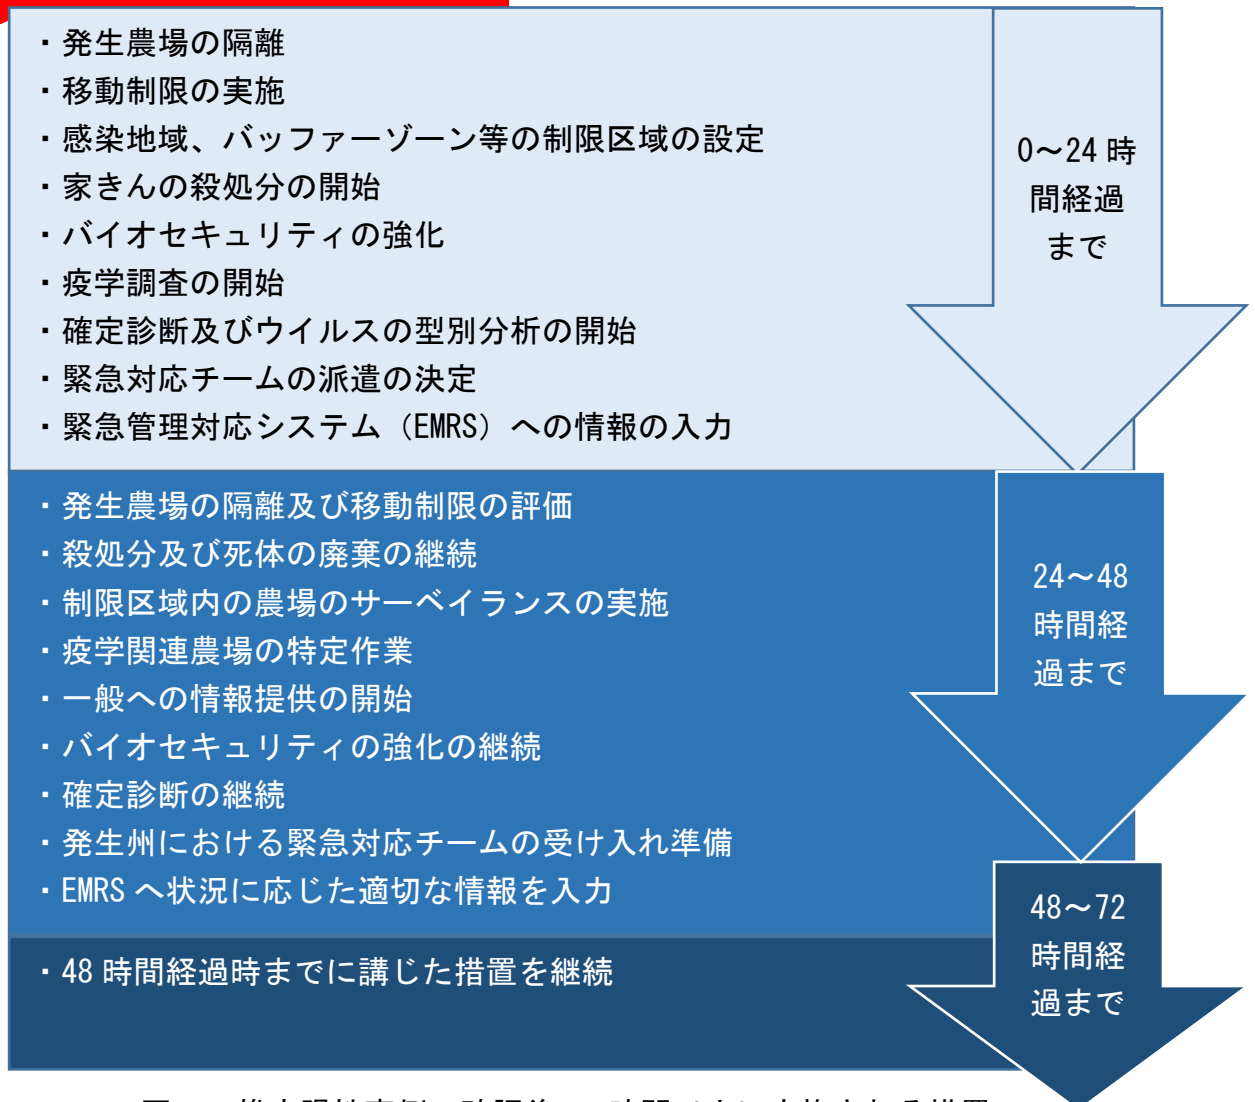 ・発生農場の隔離
・移動制限の実施
・感染地域、バッファーゾーン等の制限区域の設定
・家きんの殺処分の開始
・バイオセキュリティの強化
・疫学調査の開始
・確定診断及びウイルスの型別分析の開始
・緊急対応チームの派遣の決定
・緊急管理対応システム（EMRS）への情報の入力
0～24 時
間経過
まで
・発生農場の隔離及び移動制限の評価
・殺処分及び死体の廃棄の継続
・制限区域内の農場のサーベイランスの実施
・疫学関連農場の特定作業
・一般への情報提供の開始
・バイオセキュリティの強化の継続
・確定診断の継続
・発生州における緊急対応チームの受け入れ準備
・EMRS へ状況に応じた適切な情報を入力
24～48
時間経
過まで
・48 時間経過時までに講じた措置を継続
48～72
時間経
過まで